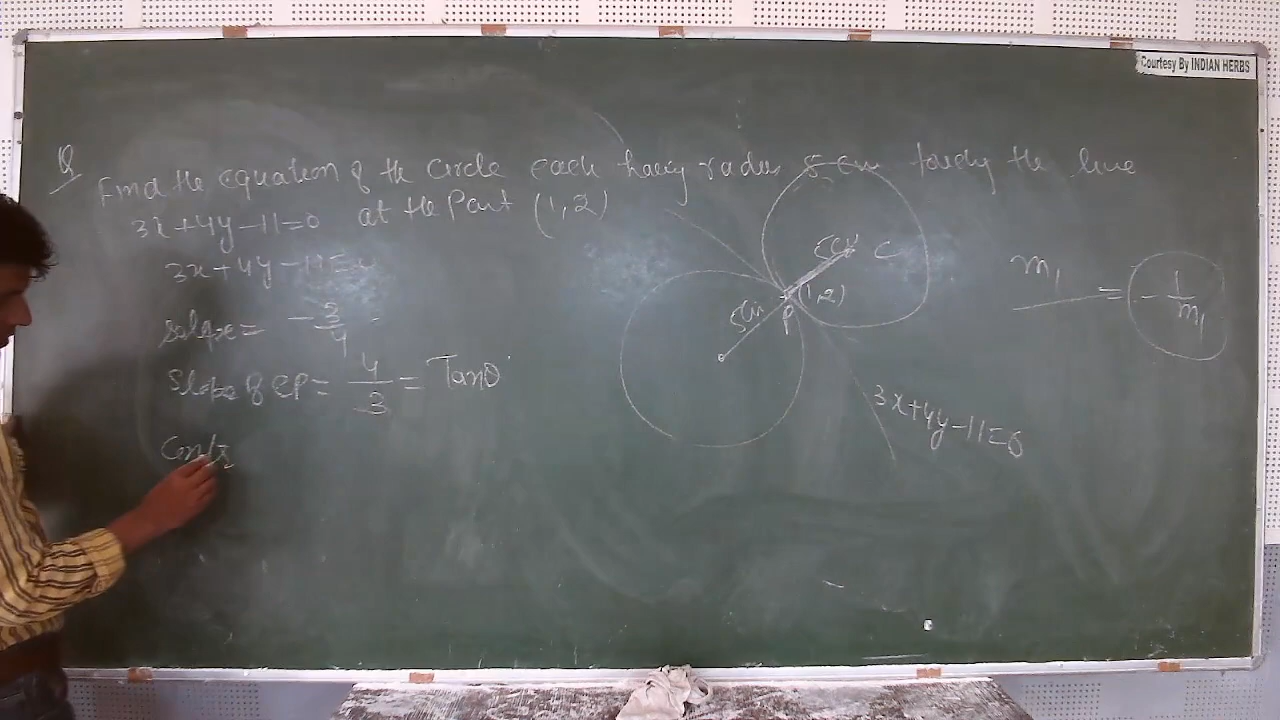 Courtesy By INDIAN HERBS
Q
Find the equation of the circle each having radius 5 cm touchy the line
3x+4y-11=0 at the Point (1,2)
3x+4y-11=0
slope = -3/4
Slope of CP = 4/3 = Tanθ
5cm C
(1,2)
5cm P
3x+4y-11=0
m1 = -1/m1